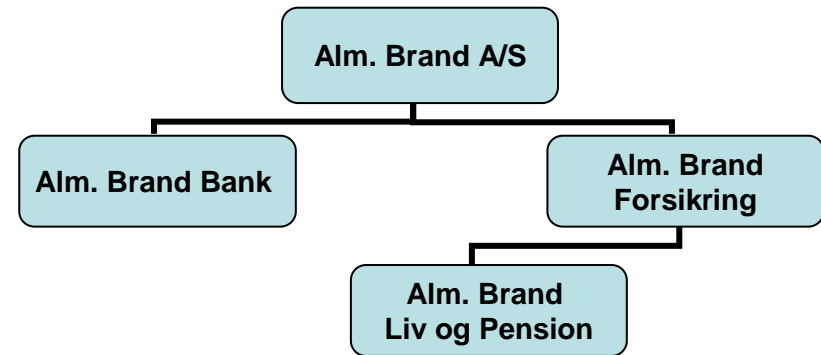 Alm. Brand A/S
Alm. Brand Bank
Alm. Brand
Forsikring
Alm. Brand
Liv og Pension